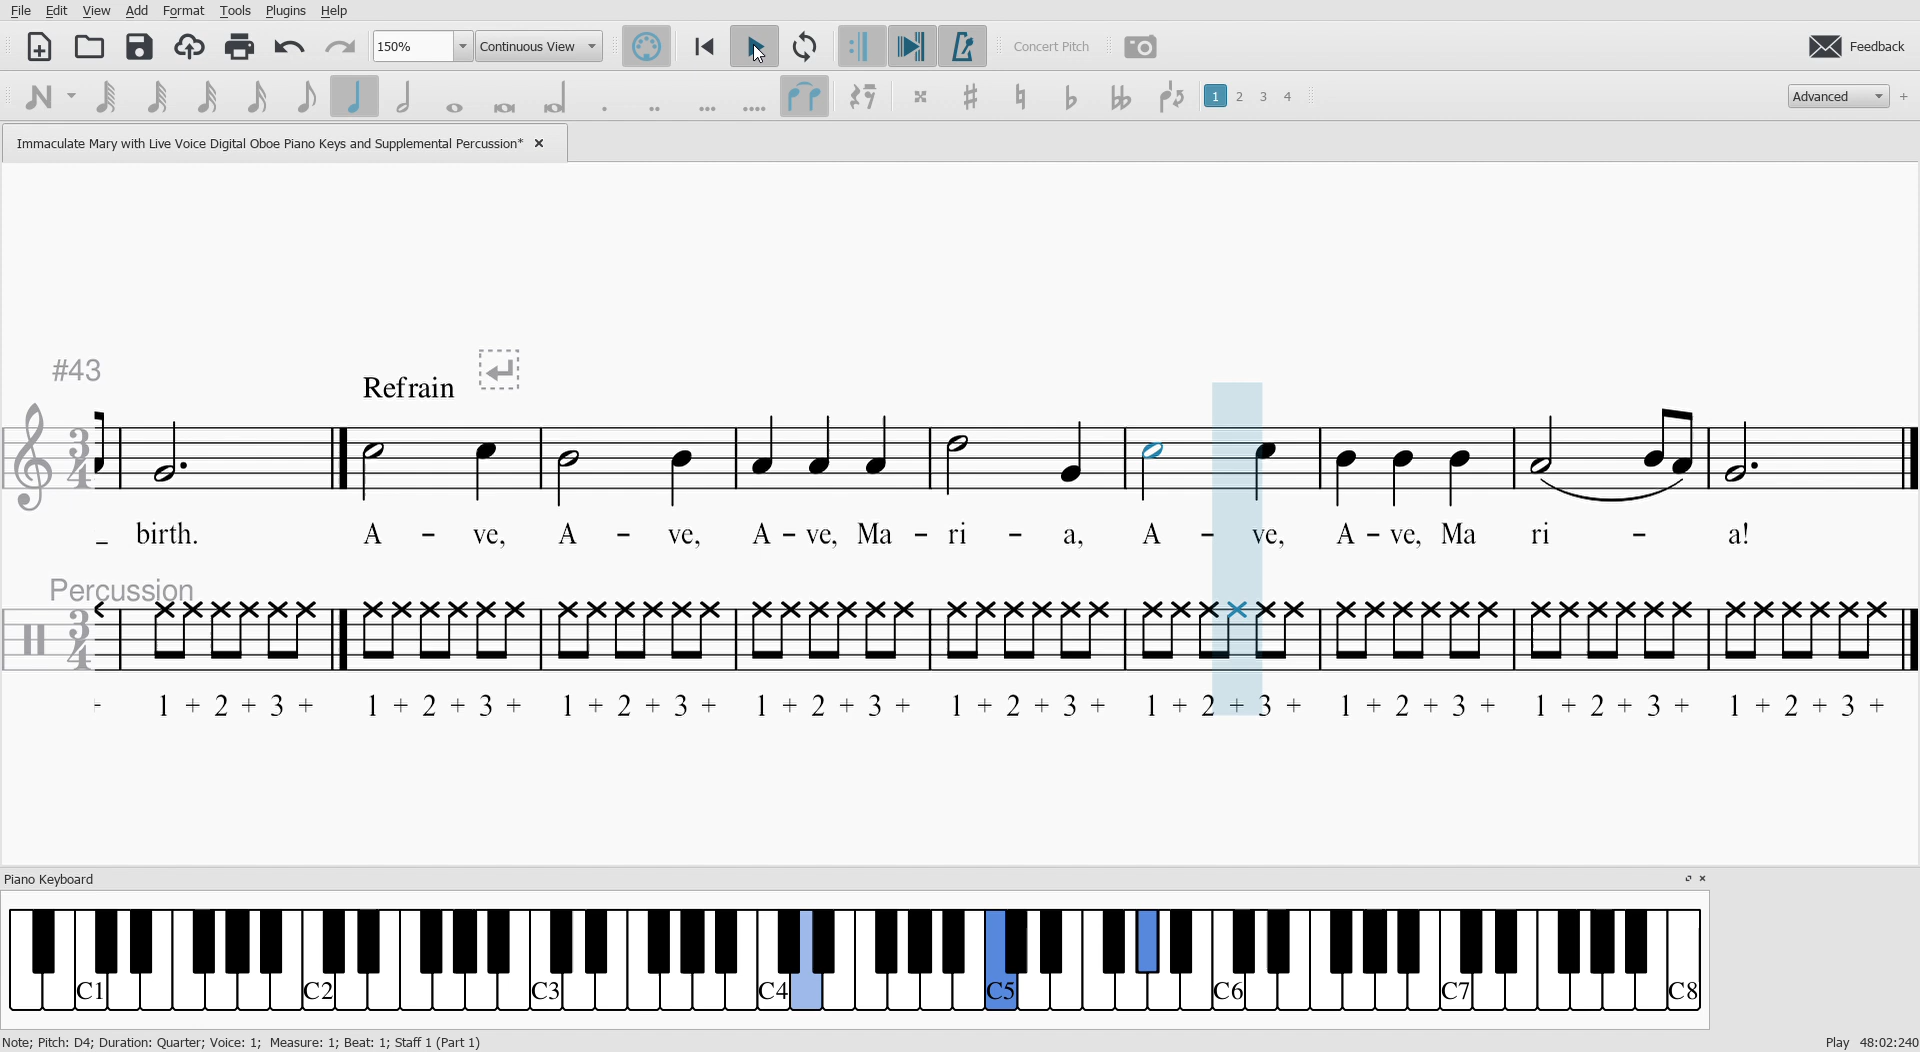 File Edit View Add Format Tools Plugins Help
150% Continuous View Concert Pitch Feedback
1 2 3 4 Advanced +
Immaculate Mary with Live Voice Digital Oboe Piano Keys and Supplemental Percussion*
#43
Refrain
3
4
_ birth. A - ve, A - ve, A - ve, Ma - ri - a, A - ve, A - ve, Ma ri - a!
Percussion
3
4
1 + 2 + 3 + 1 + 2 + 3 + 1 + 2 + 3 + 1 + 2 + 3 + 1 + 2 + 3 + 1 + 2 + 3 + 1 + 2 + 3 + 1 + 2 + 3 + 1 + 2 + 3 +
Piano Keyboard
C1 C2 C3 C4 C5 C6 C7 C8
Note; Pitch: D4; Duration: Quarter; Voice: 1; Measure: 1; Beat: 1; Staff 1 (Part 1) Play 48:02:240